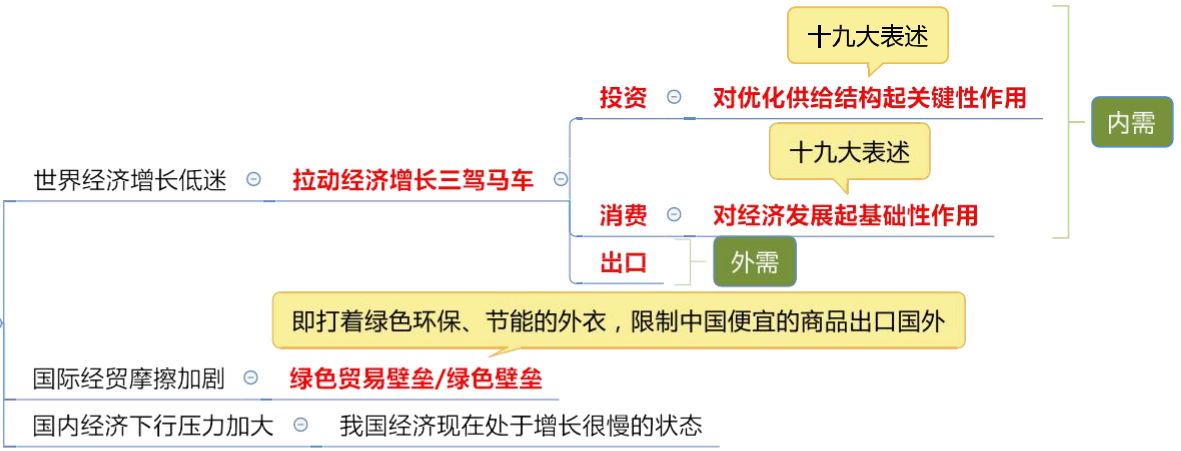 十九大表述
投资
对优化供给结构起关键性作用
内需
十九大表述
世界经济增长低迷
拉动经济增长三驾马车
消费
对经济发展起基础性作用
出口
外需
即打着绿色环保、节能的外衣，限制中国便宜的商品出口国外
国际经贸摩擦加剧
绿色贸易壁垒/绿色壁垒
国内经济下行压力加大
我国经济现在处于增长很慢的状态